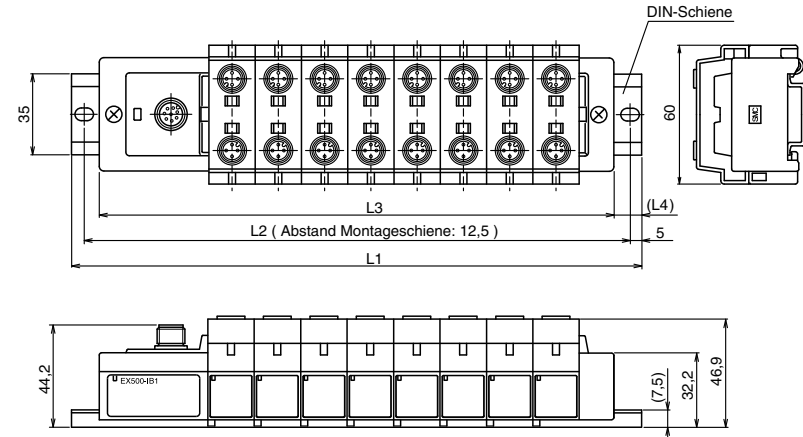 DIN-Schiene
35
60
SMC
L3
(L4)
L2 ( Abstand Montageschiene: 12,5 )
5
L1
44,2
EX500-IB1
(7,5)
32,2
46,9